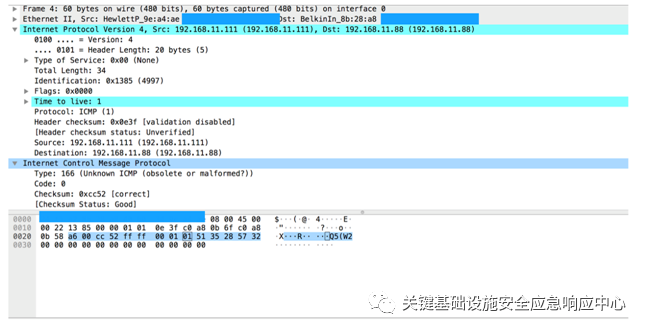 Frame 4: 60 bytes on wire (480 bits), 60 bytes captured (480 bits) on interface 0
Ethernet II, Src: HewlettP_9e:a4:ae Dst: BelkinIn_8b:28:a8
Internet Protocol Version 4, Src: 192.168.11.111 (192.168.11.111), Dst: 192.168.11.88 (192.168.11.88)
0100 .... = Version: 4
.... 0101 = Header Length: 20 bytes (5)
Type of Service: 0x00 (None)
Total Length: 34
Identification: 0x1385 (4997)
Flags: 0x0000
Time to live: 1
Protocol: ICMP (1)
Header checksum: 0x0e3f [validation disabled]
[Header checksum status: Unverified]
Source: 192.168.11.111 (192.168.11.111)
Destination: 192.168.11.88 (192.168.11.88)
Internet Control Message Protocol
Type: 166 (Unknown ICMP (obsolete or malformed?))
Code: 0
Checksum: 0xcc52 [correct]
[Checksum Status: Good]
0000 08 00 45 00 $···(·@·4·····E·
0010 00 22 13 85 00 00 01 01 0e 3f c0 a8 0b 6f c0 a8 ·"·······?···o··
0020 0b 58 a6 00 cc 52 ff ff 00 01 01 51 35 28 57 32 ·X···R·····Q5(W2
0030 00 00 00 00 00 00 00 00 00 00 00 00 ············
关键基础设施安全应急响应中心